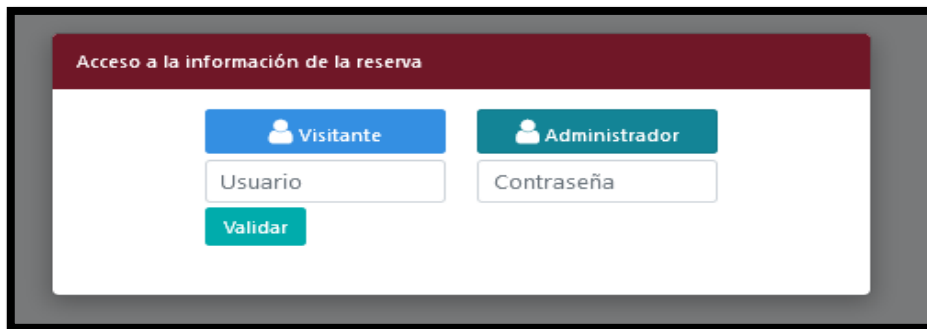 Acceso a la información de la reserva
Visitante Administrador
Usuario Contraseña
Validar